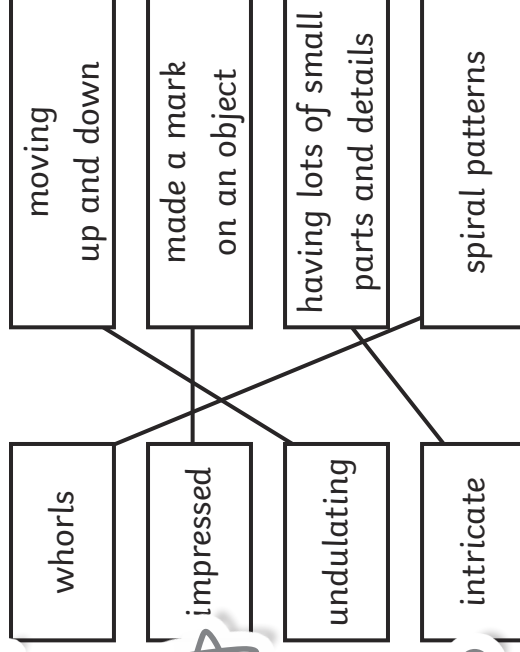 whorls
impressed
undulating
intricate
moving
up and down
made a mark
on an object
having lots of small
parts and details
spiral patterns